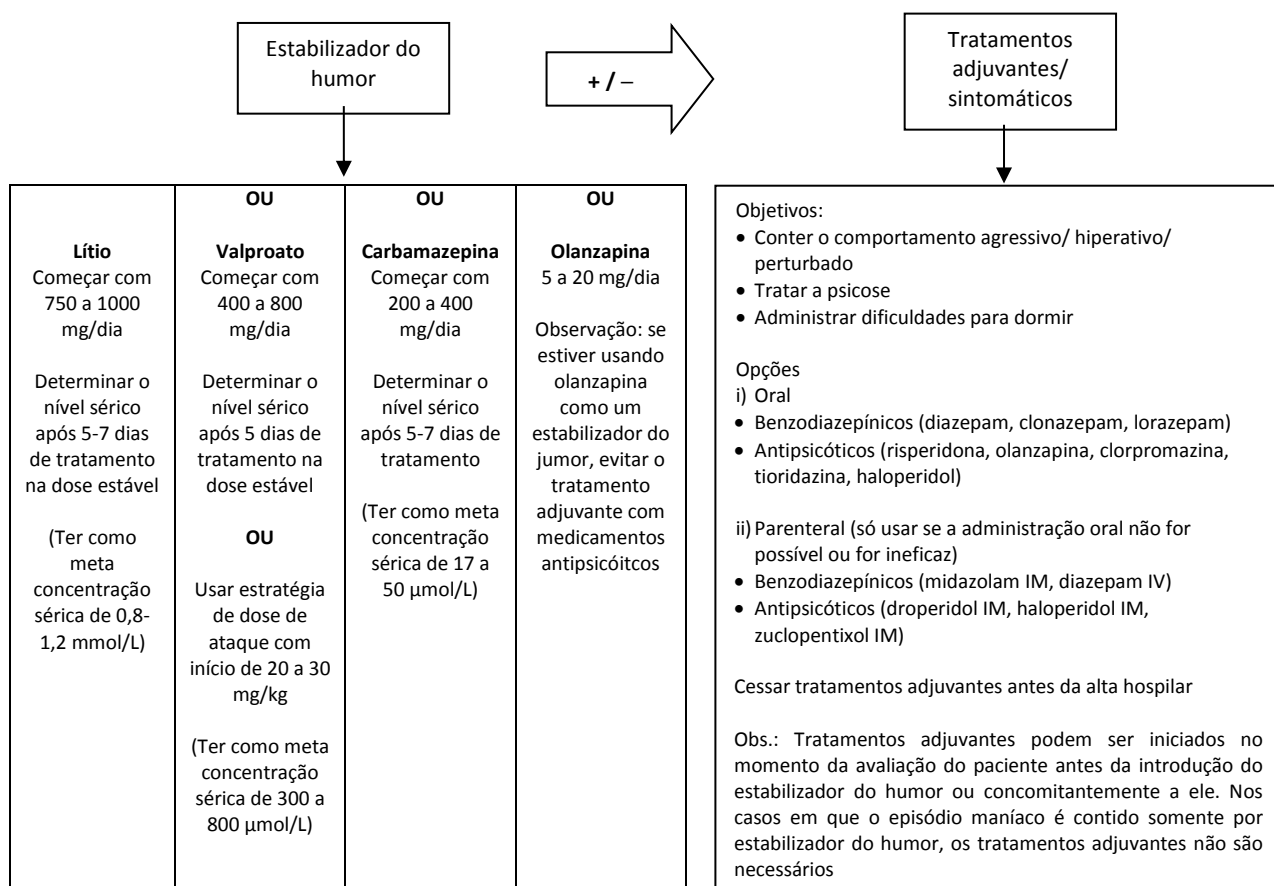 Estabilizador do
humor
+ / –
Tratamentos
adjuvantes/
sintomáticos
Lítio
Começar com
750 a 1000
mg/dia
Determinar o
nível sérico
após 5-7 dias
de tratamento
na dose estável
(Ter como
meta
concentração
sérica de 0,8-
1,2 mmol/L)
OU
Valproato
Começar com
400 a 800
mg/dia
Determinar o
nível sérico
após 5 dias de
tratamento na
dose estável
OU
Usar estratégia
de dose de
ataque com
início de 20 a 30
mg/kg
(Ter como meta
concentração
sérica de 300 a
800 µmol/L)
OU
Carbamazepina
Começar com
200 a 400
mg/dia
Determinar o
nível sérico
após 5-7 dias de
tratamento
(Ter como meta
concentração
sérica de 17 a
50 µmol/L)
OU
Olanzapina
5 a 20 mg/dia
Observação: se
estiver usando
olanzapina
como um
estabilizador do
jumor, evitar o
tratamento
adjuvante com
medicamentos
antipsicóitcos
Objetivos:
• Conter o comportamento agressivo/ hiperativo/
perturbado
• Tratar a psicose
• Administrar dificuldades para dormir
Opções
i) Oral
• Benzodiazepínicos (diazepam, clonazepam, lorazepam)
• Antipsicóticos (risperidona, olanzapina, clorpromazina,
tioridazina, haloperidol)
ii) Parenteral (só usar se a administração oral não for
possível ou for ineficaz)
• Benzodiazepínicos (midazolam IM, diazepam IV)
• Antipsicóticos (droperidol IM, haloperidol IM,
zuclopentixol IM)
Cessar tratamentos adjuvantes antes da alta hospilar
Obs.: Tratamentos adjuvantes podem ser iniciados no
momento da avaliação do paciente antes da introdução do
estabilizador do humor ou concomitantemente a ele. Nos
casos em que o episódio maníaco é contido somente por
estabilizador do humor, os tratamentos adjuvantes não são
necessários